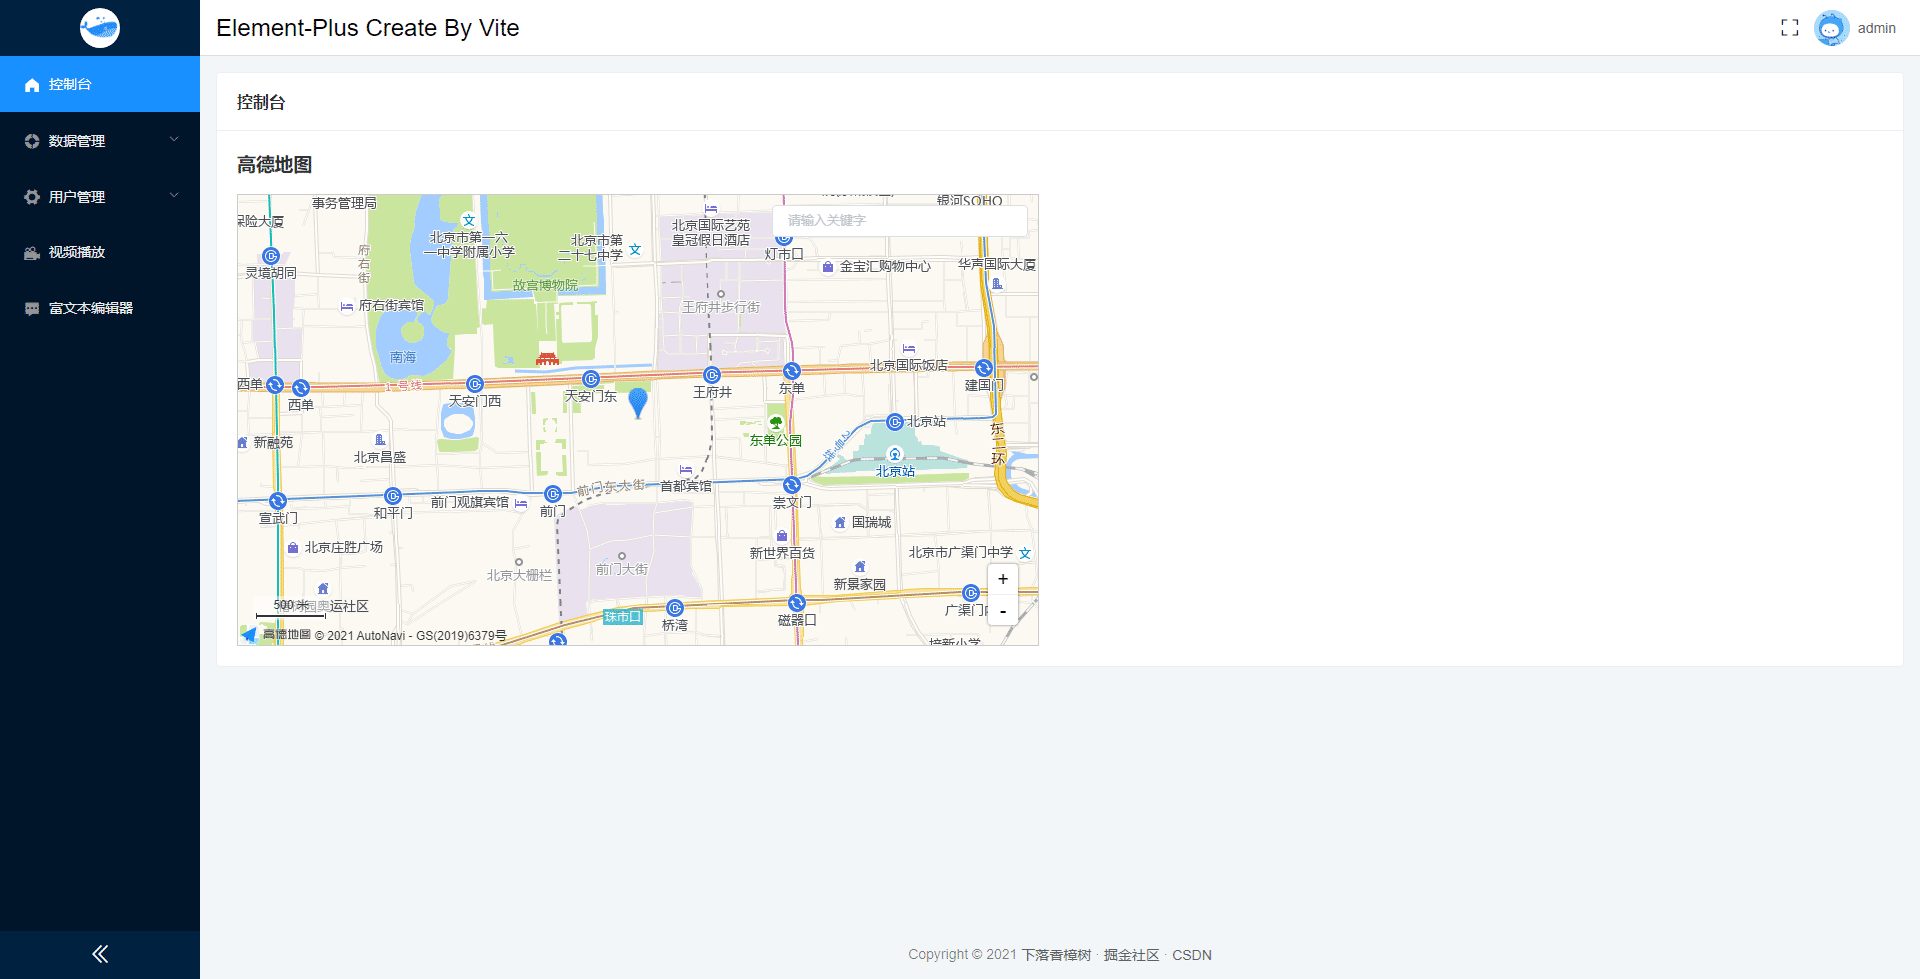 Element-Plus Create By Vite
admin
控制台
数据管理
用户管理
视频播放
富文本编辑器
控制台
高德地图
事务管理局
保险大厦
灵境胡同
府右街
府右街宾馆
南海
北京市第一六
一中学附属小学
北京市第
二十七中学
故宫博物院
北京国际艺苑
皇冠假日酒店
请输入关键字
银河SOHO
灯市口
金宝汇购物中心
华声国际大厦
王府井步行街
西单
西单
1号线
天安门西
天安门东
王府井
东单
北京国际饭店
建国门
新融苑
北京昌盛
东单公园
2号线
北京站
北京站
东二环
宣武门
和平门
前门观旗宾馆
前门
前门东大街
首都宾馆
崇文门
国瑞城
北京庄胜广场
北京大栅栏
前门大街
新世界百货
新景家园
北京市广渠门中学
+
-
500 米
运社区
珠市口
桥湾
磁器口
广渠门内
培新小学
高德地图 © 2021 AutoNavi - GS(2019)6379号
Copyright © 2021 下落香樟树 · 掘金社区 · CSDN